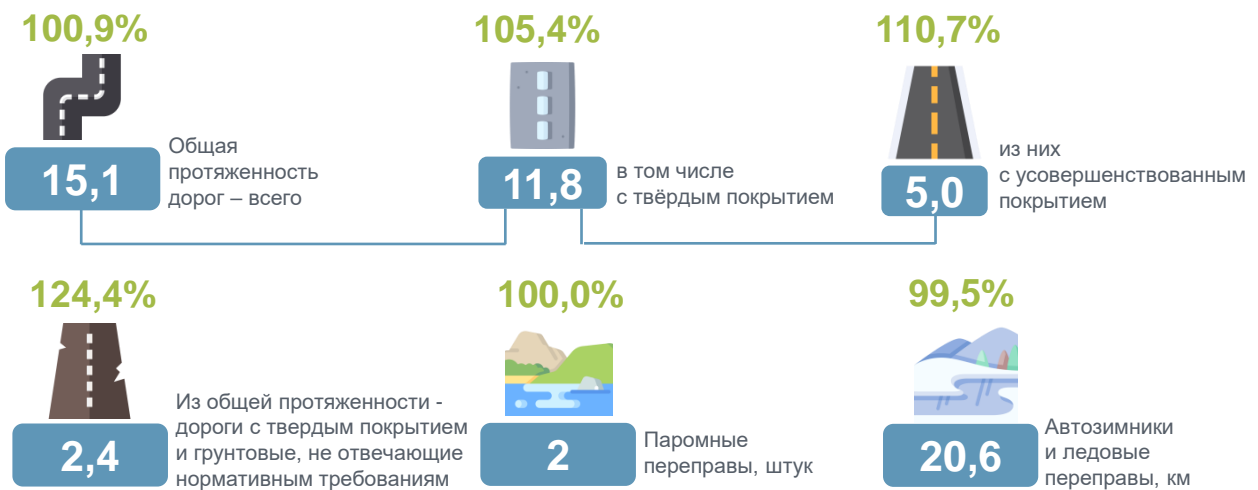 100,9%
15,1
Общая
протяженность
дорог – всего
105,4%
11,8
в том числе
с твёрдым покрытием
110,7%
5,0
из них
с усовершенствованным
покрытием
124,4%
2,4
Из общей протяженности -
дороги с твердым покрытием
и грунтовые, не отвечающие
нормативным требованиям
100,0%
2
Паромные
переправы, штук
99,5%
20,6
Автозимники
и ледовые
переправы, км